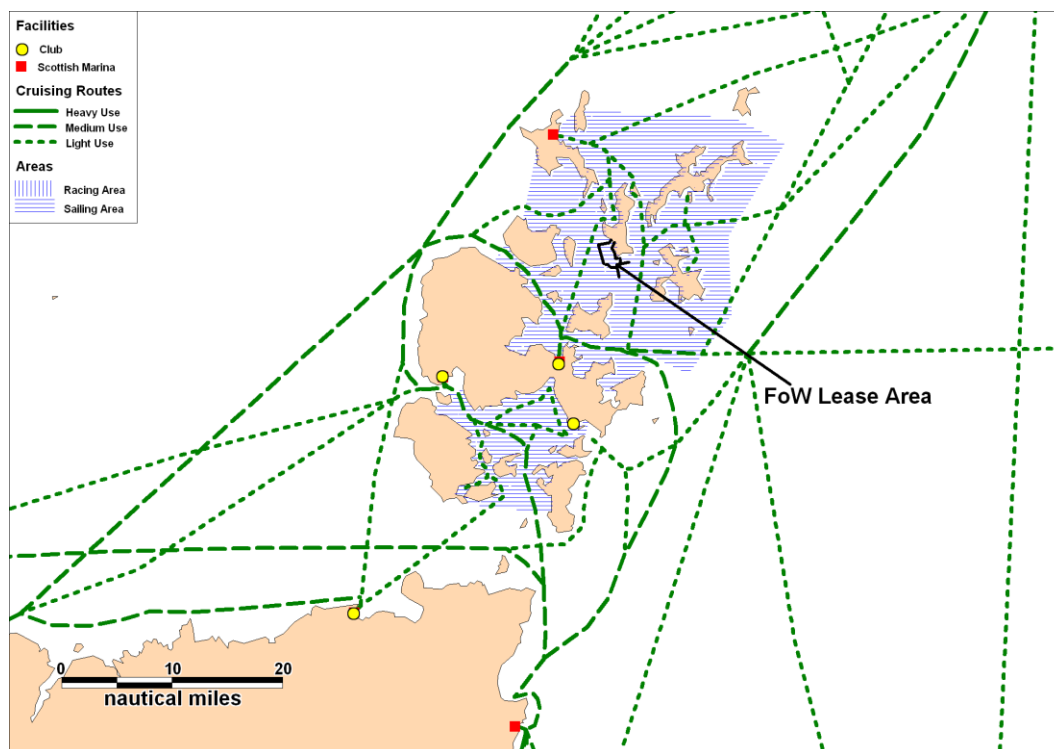 Facilities
Club
Scottish Marina
Cruising Routes
Heavy Use
Medium Use
Light Use
Areas
Racing Area
Sailing Area
FoW Lease Area
0 10 20
nautical miles